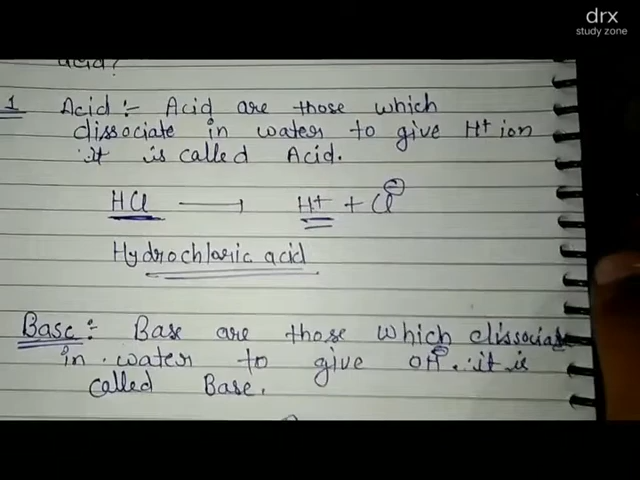 drx
study zone
acid?
1 Acid :- Acid are those which
dissociate in water to give H+ ion
∴ it is called Acid.
HCl ⟶ H+ + Cl⊖
Hydrochloric acid
Base :- Base are those which dissociate
in water to give OH⊖ ∴ it is
called Base.